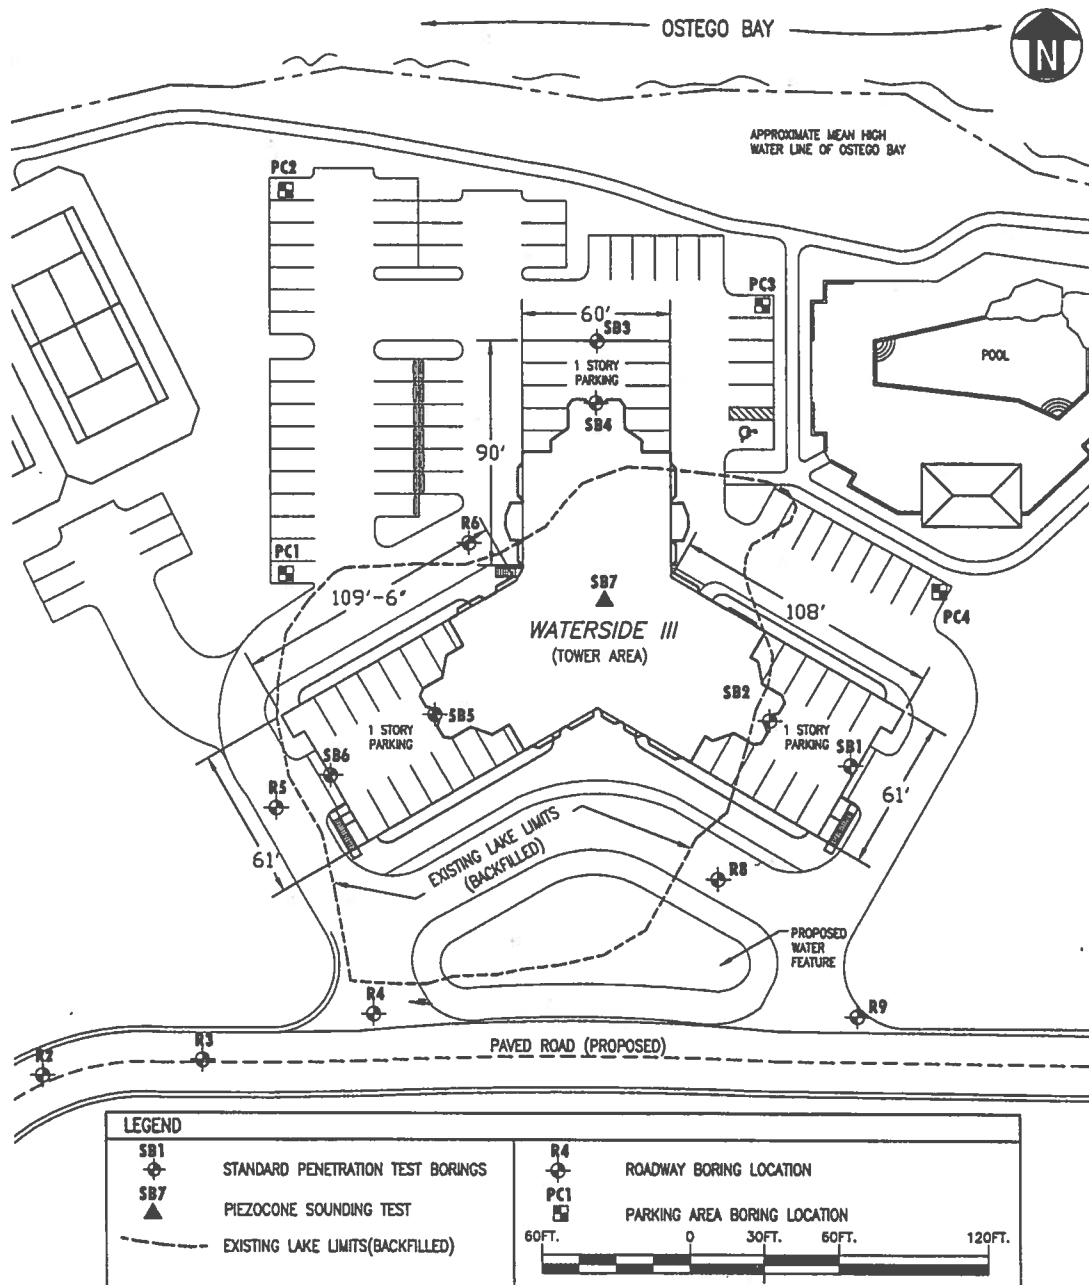 OSTEGO BAY
N
APPROXIMATE MEAN HIGH
WATER LINE OF OSTEGO BAY
PC2
PC3
60'
SB3
1 STORY
PARKING
POOL
SB4
90'
R6
PC1
109'-6"
SB7
108'
PC4
WATERSIDE III
(TOWER AREA)
SB2
SB5
1 STORY
PARKING
1 STORY
PARKING
SB6
SB1
R5
61'
61'
EXISTING LAKE LIMITS
(BACKFILLED)
R8
PROPOSED
WATER
FEATURE
R4
R9
R3
R2
PAVED ROAD (PROPOSED)
LEGEND
SB1
STANDARD PENETRATION TEST BORINGS
SB7
PIEZOCONE SOUNDING TEST
EXISTING LAKE LIMITS(BACKFILLED)
R4
ROADWAY BORING LOCATION
PC1
PARKING AREA BORING LOCATION
60FT. 0 30FT. 60FT. 120FT.